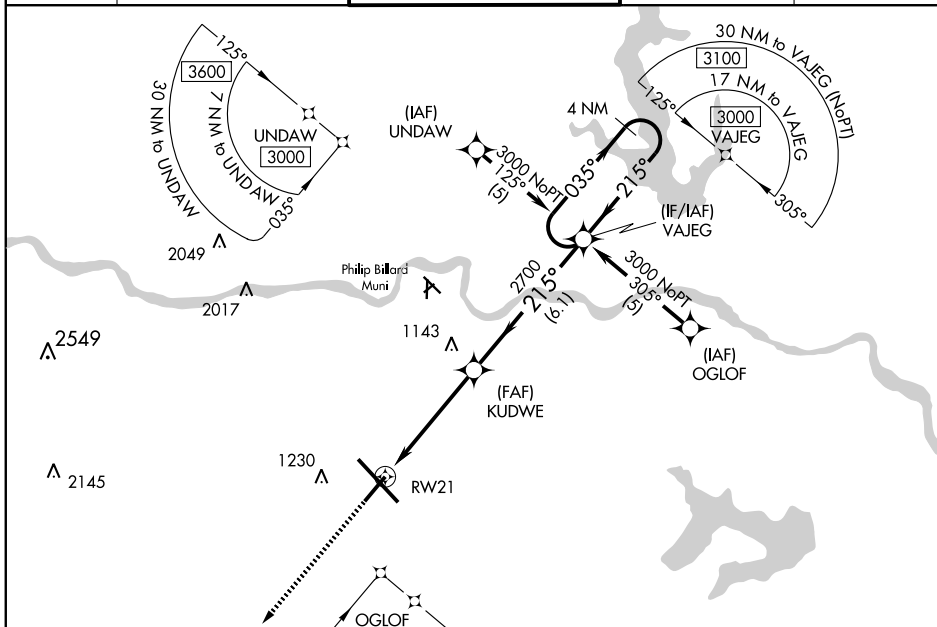 125°
3600
30 NM to UNDAW
7 NM to UNDAW
UNDAW
3000
035°
(IAF)
UNDAW
3000 NoPT
125°
(5)
4 NM
035°
215°
30 NM to VAJEG (NoPT)
3100
17 NM to VAJEG
125°
3000
VAJEG
305°
(IF/IAF)
VAJEG
2049
2017
Philip Billard
Muni
2700
215°
(6.1)
3000 NoPT
305°
(5)
(IAF)
OGLOF
2549
1143
(FAF)
KUDWE
2145
1230
RW21
OGLOF